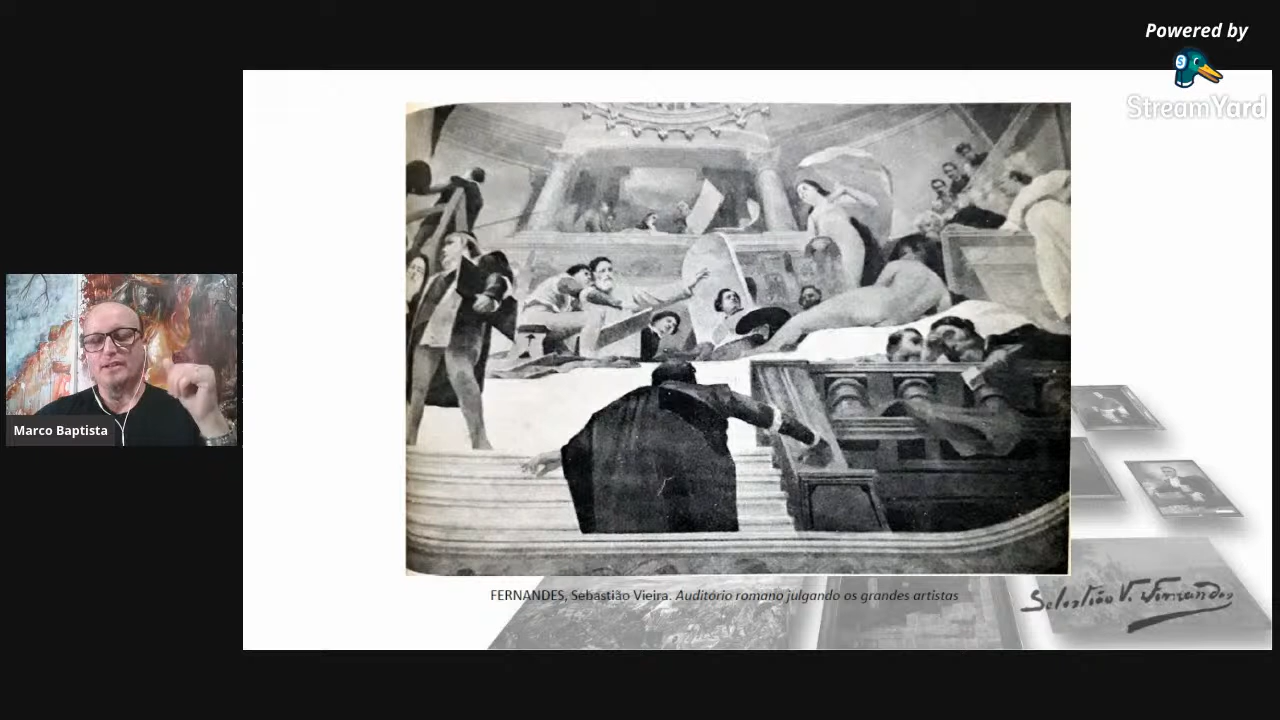 Powered by
StreamYard
Marco Baptista
FERNANDES, Sebastião Vieira. Auditório romano julgando os grandes artistas
Sebastião V. Fernandes